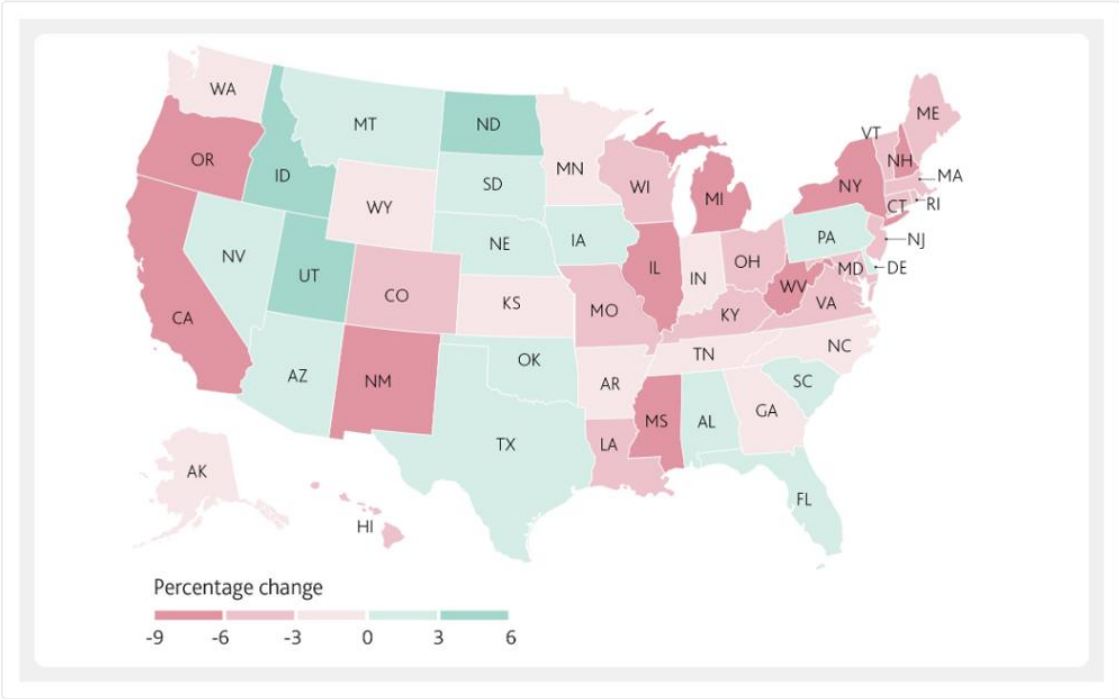 WA
ME
MT
ND
VT
OR
NH
MN
ID
SD
WI
MA
NY
MI
WY
CT
RI
NE
IA
PA
NJ
NV
OH
UT
IL
IN
MD
DE
WV
CO
KS
VA
MO
KY
CA
NC
TN
OK
AZ
NM
AR
SC
GA
MS
AL
TX
LA
AK
FL
HI
Percentage change
-9 -6 -3 0 3 6